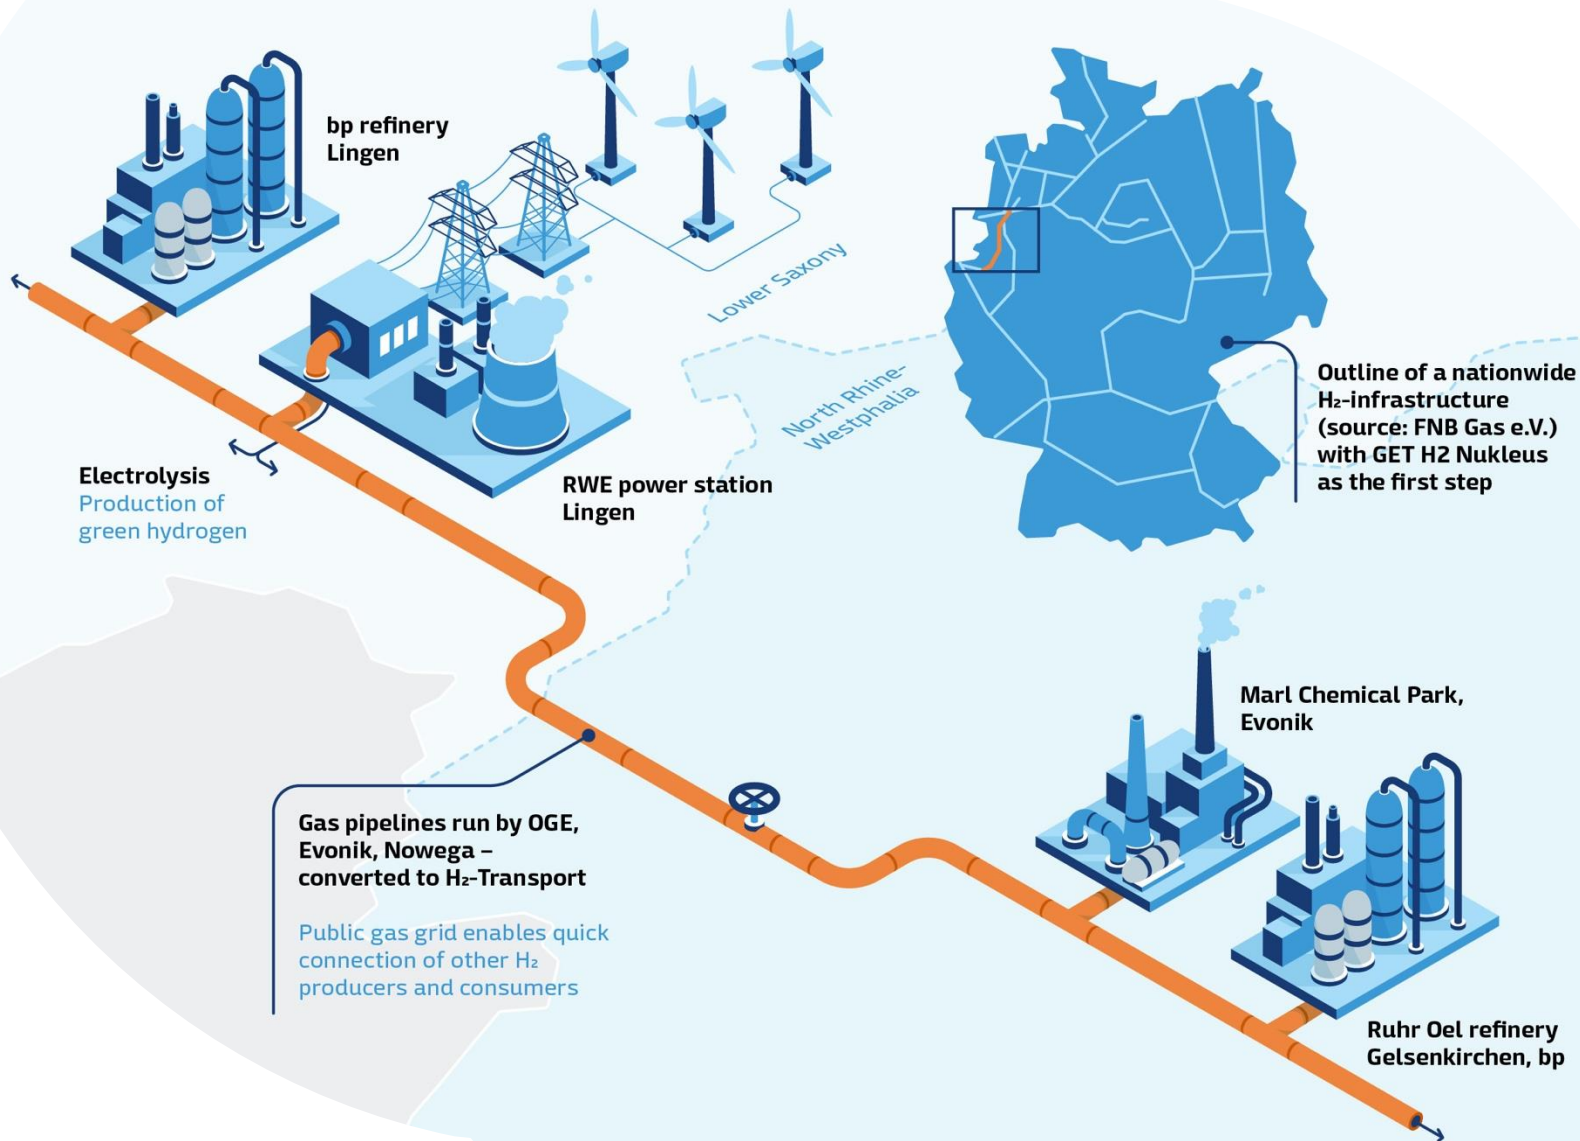 bp refinery
Lingen
Lower Saxony
North Rhine-
Westphalia
Outline of a nationwide
H₂-infrastructure
(source: FNB Gas e.V.)
with GET H2 Nukleus
as the first step
Electrolysis
Production of
green hydrogen
RWE power station
Lingen
Marl Chemical Park,
Evonik
Gas pipelines run by OGE,
Evonik, Nowega –
converted to H₂-Transport
Public gas grid enables quick
connection of other H₂
producers and consumers
Ruhr Oel refinery
Gelsenkirchen, bp